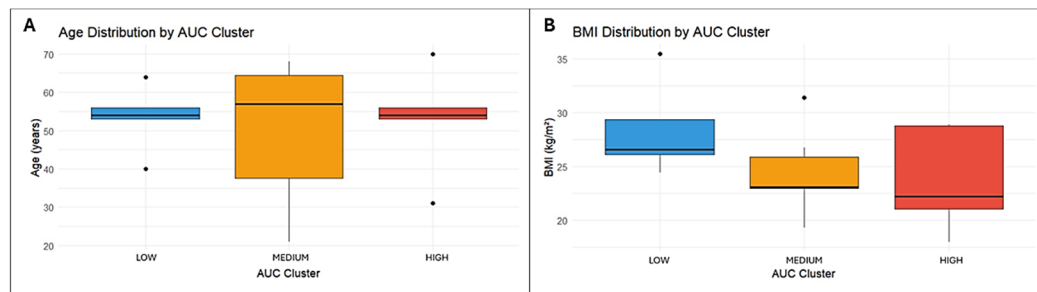 A
Age Distribution by AUC Cluster
Age (years)
70
60
50
40
30
20
LOW
MEDIUM
HIGH
AUC Cluster
B
BMI Distribution by AUC Cluster
BMI (kg/m²)
35
30
25
20
LOW
MEDIUM
HIGH
AUC Cluster